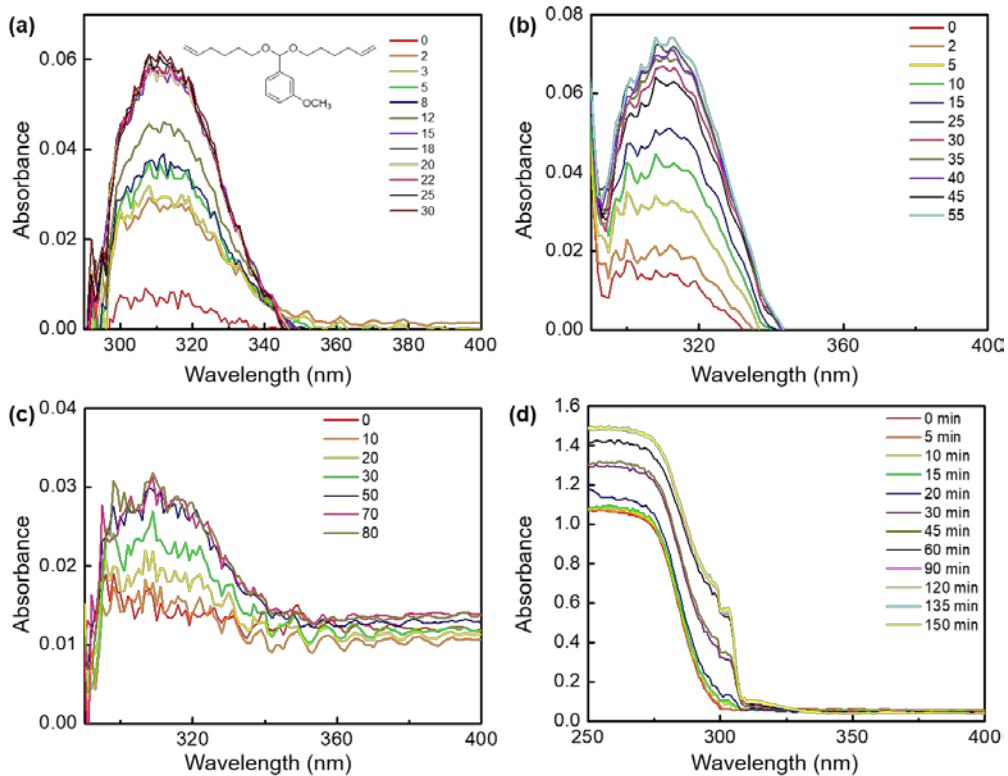 (a)
0.06
0.04
0.02
0.00
Absorbance
300
320
340
360
380
400
Wavelength (nm)
O
O
OCH3
0
2
3
5
8
12
15
18
20
22
25
30
(b)
0.08
0.06
0.04
0.02
0.00
Absorbance
320
360
400
Wavelength (nm)
0
2
5
10
15
25
30
35
40
45
55
(c)
0.04
0.03
0.02
0.01
0.00
Absorbance
320
360
400
Wavelength (nm)
0
10
20
30
50
70
80
(d)
1.6
1.4
1.2
1.0
0.8
0.6
0.4
0.2
0.0
Absorbance
250
300
350
400
Wavelength (nm)
0 min
5 min
10 min
15 min
20 min
30 min
45 min
60 min
90 min
120 min
135 min
150 min